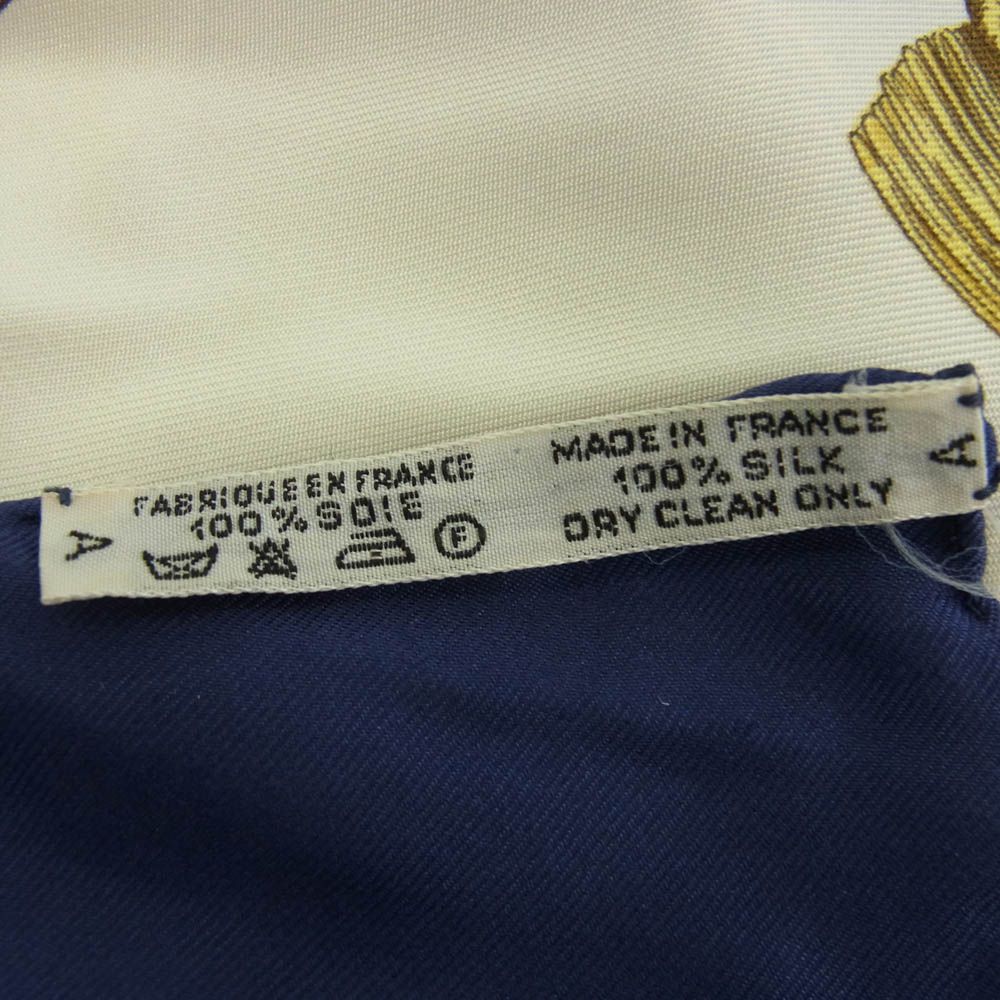 A
FABRIQUE EN FRANCE
100% SOIE
F
MADE IN FRANCE
100% SILK
DRY CLEAN ONLY
A